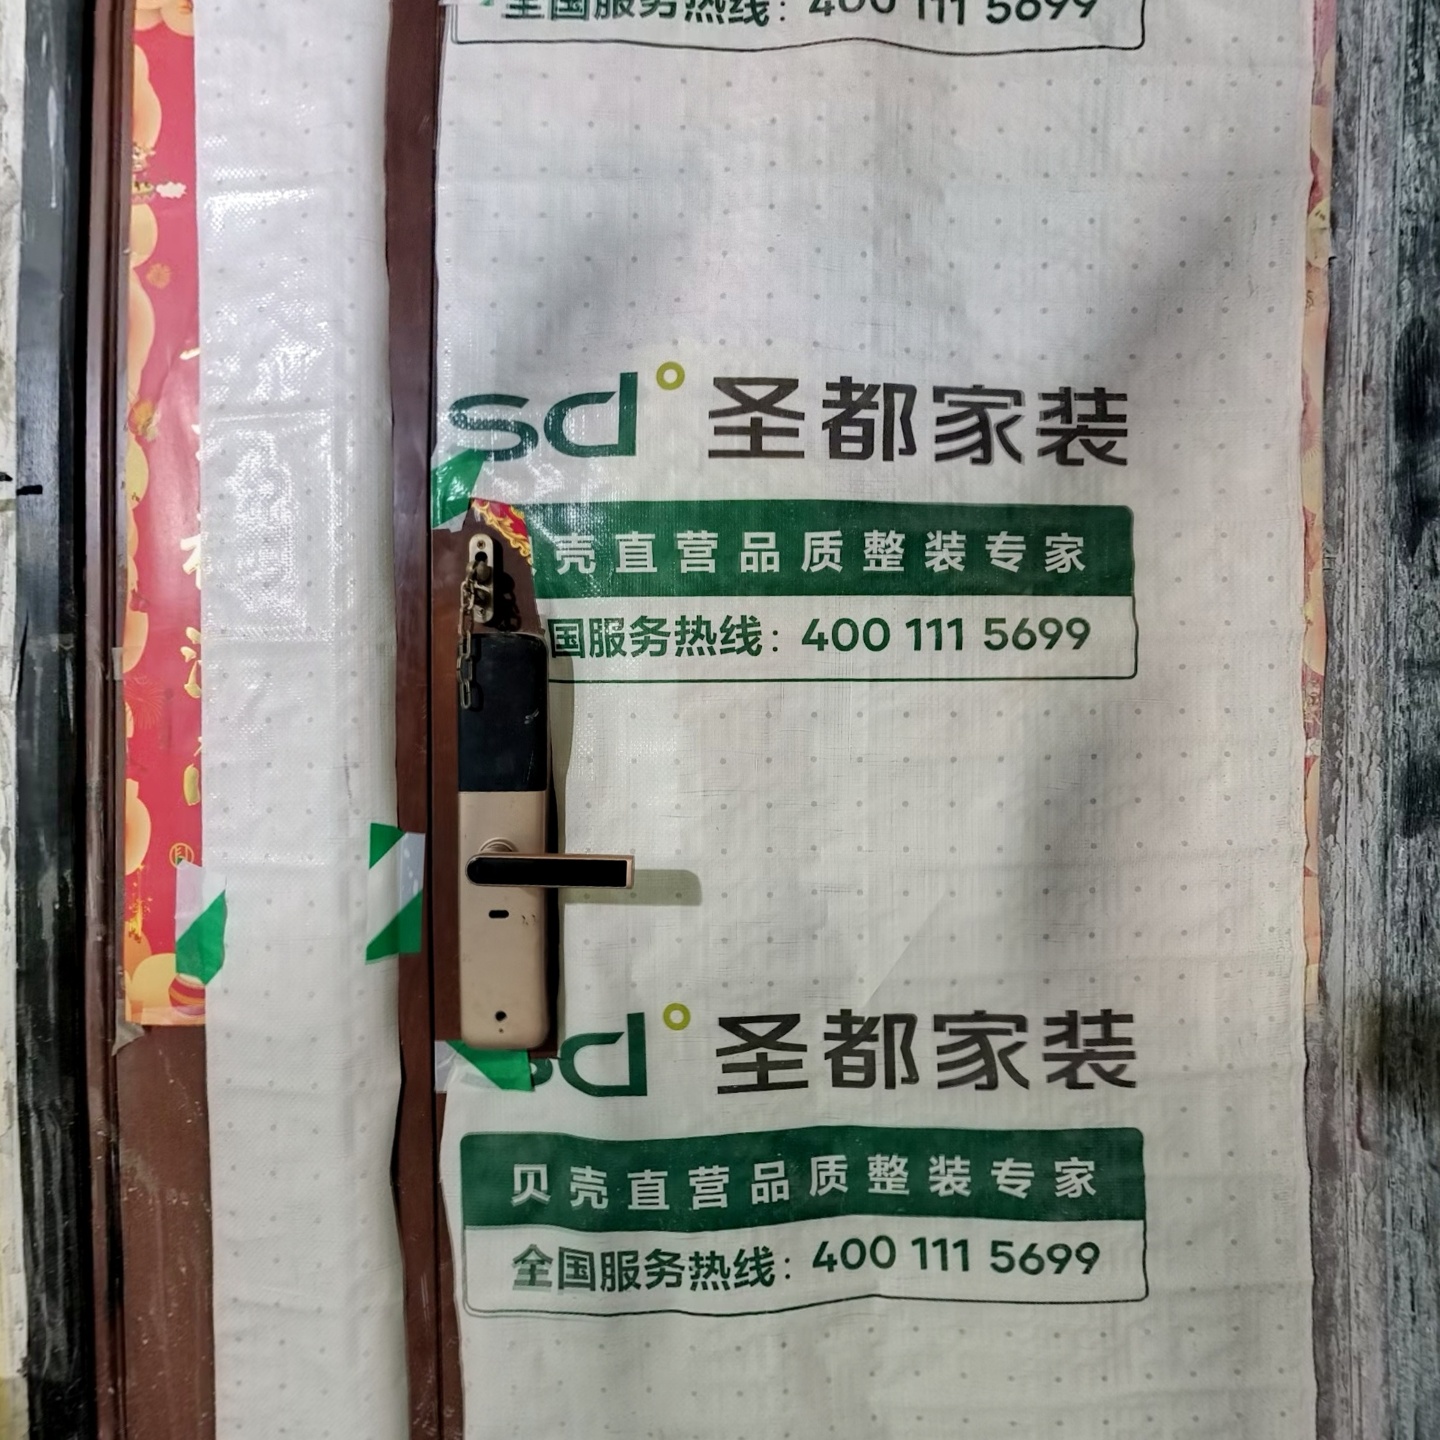 全国服务热线: 400 111 5699
sd 圣都家装
壳直营品质整装专家
国服务热线: 400 111 5699
sd 圣都家装
贝壳直营品质整装专家
全国服务热线: 400 111 5699